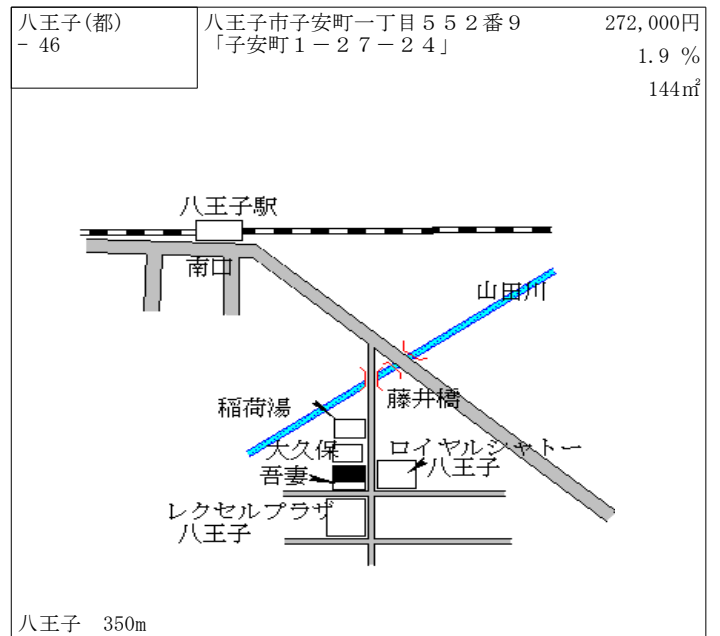 八王子(都)
- 46
八王子市子安町一丁目５５２番９
「子安町１－２７－２４」
272,000円
1.9 %
144㎡
八王子駅
南口
山田川
藤井橋
稲荷湯
大久保
吾妻
ロイヤルシャトー
八王子
レクセルプラザ
八王子
八王子　350m